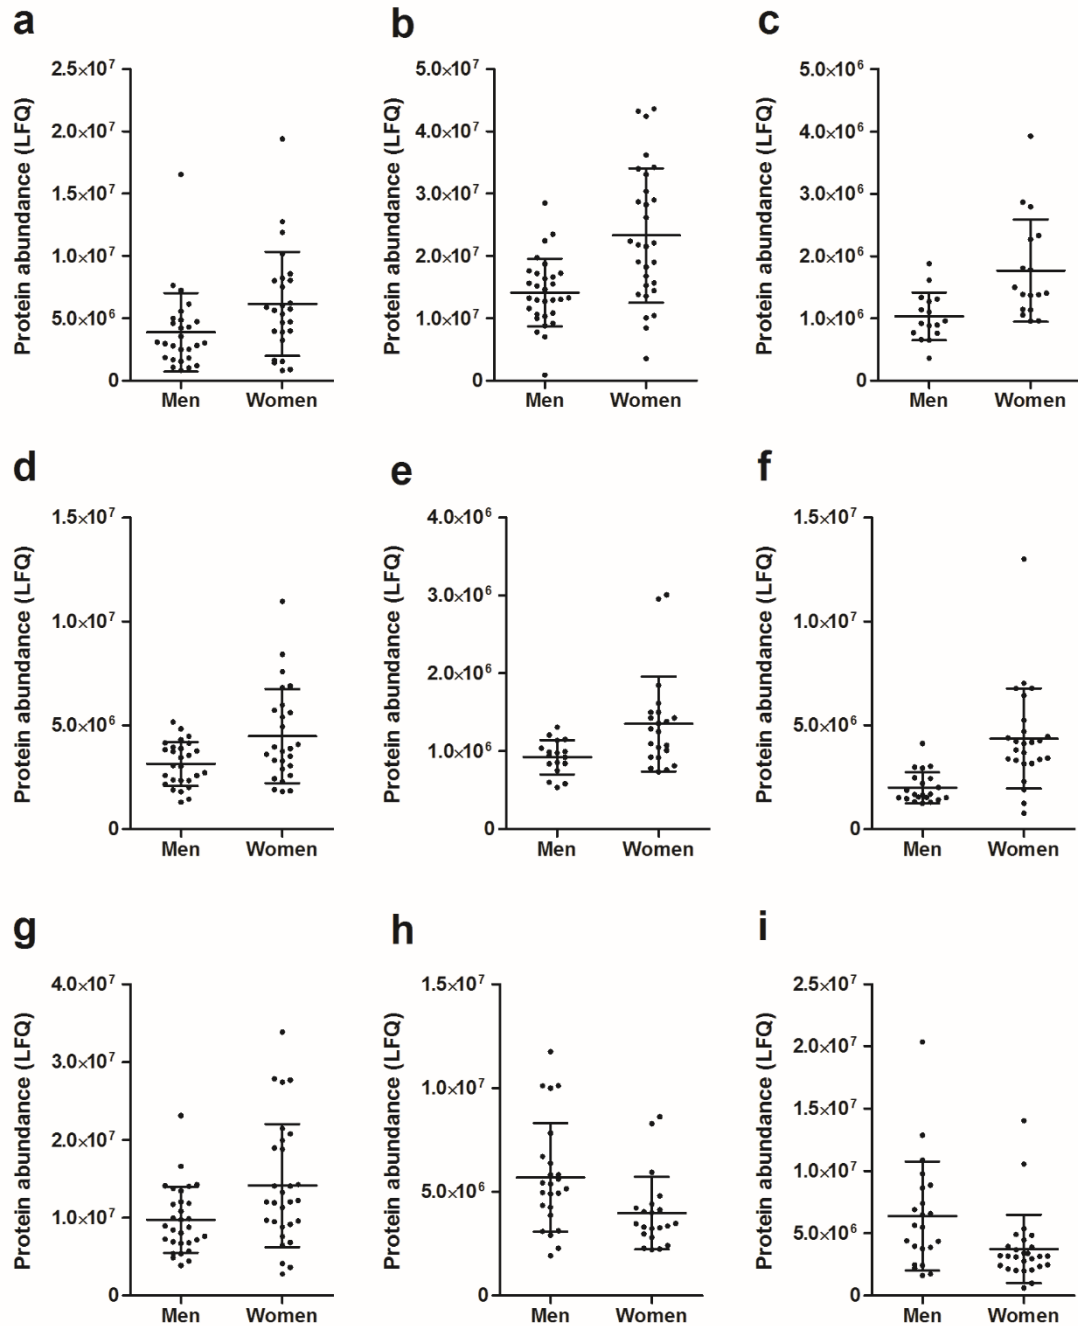 a
b
c
Protein abundance (LFQ)
2.5×10⁷
2.0×10⁷
1.5×10⁷
1.0×10⁷
5.0×10⁶
0
Men Women
Protein abundance (LFQ)
5.0×10⁷
4.0×10⁷
3.0×10⁷
2.0×10⁷
1.0×10⁷
0
Men Women
Protein abundance (LFQ)
5.0×10⁶
4.0×10⁶
3.0×10⁶
2.0×10⁶
1.0×10⁶
0
Men Women
d
e
f
Protein abundance (LFQ)
1.5×10⁷
1.0×10⁷
5.0×10⁶
0
Men Women
Protein abundance (LFQ)
4.0×10⁶
3.0×10⁶
2.0×10⁶
1.0×10⁶
0
Men Women
Protein abundance (LFQ)
1.5×10⁷
1.0×10⁷
5.0×10⁶
0
Men Women
g
h
i
Protein abundance (LFQ)
4.0×10⁷
3.0×10⁷
2.0×10⁷
1.0×10⁷
0
Men Women
Protein abundance (LFQ)
1.5×10⁷
1.0×10⁷
5.0×10⁶
0
Men Women
Protein abundance (LFQ)
2.5×10⁷
2.0×10⁷
1.5×10⁷
1.0×10⁷
5.0×10⁶
0
Men Women